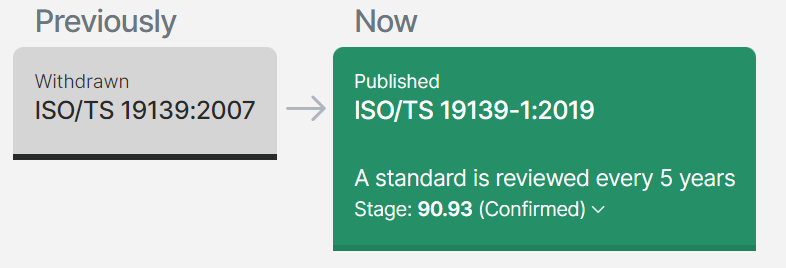 Previously
Now
Withdrawn
ISO/TS 19139:2007
Published
ISO/TS 19139-1:2019
A standard is reviewed every 5 years
Stage: 90.93 (Confirmed)